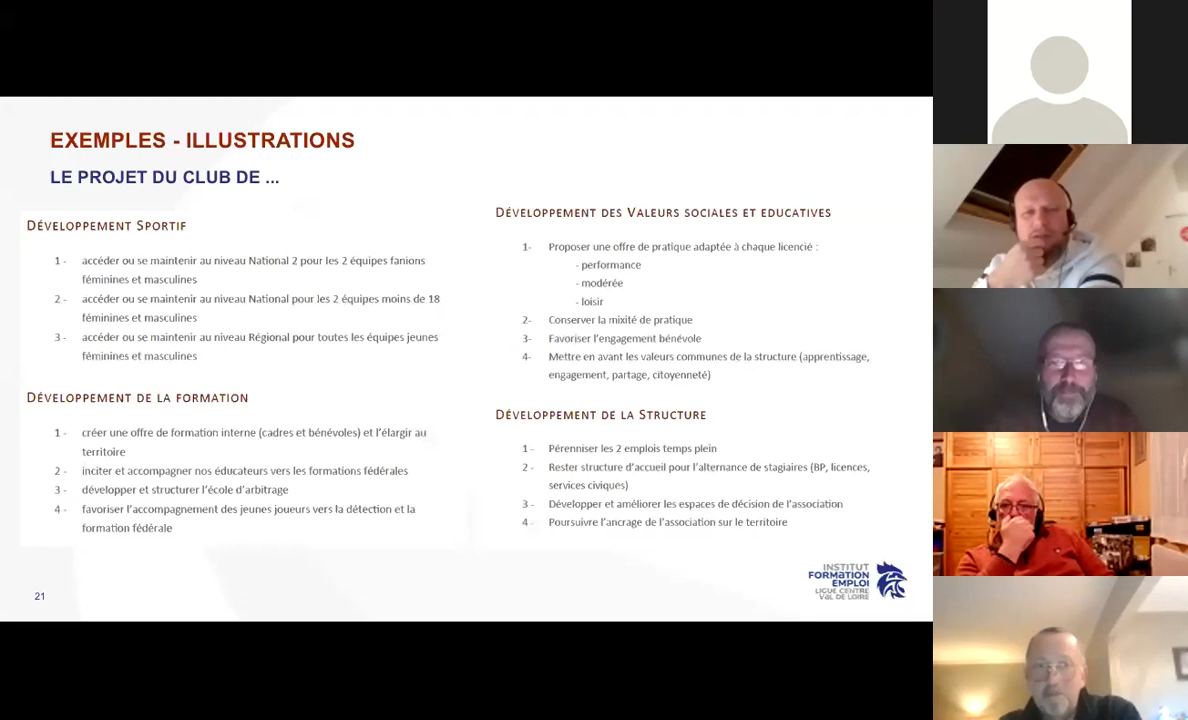 EXEMPLES - ILLUSTRATIONS
LE PROJET DU CLUB DE ...
DÉVELOPPEMENT SPORTIF
1 - accéder ou se maintenir au niveau National 2 pour les 2 équipes fanions
féminines et masculines
2 - accéder ou se maintenir au niveau National pour les 2 équipes moins de 18
féminines et masculines
3 - accéder ou se maintenir au niveau Régional pour toutes les équipes jeunes
féminines et masculines
DÉVELOPPEMENT DE LA FORMATION
1 - créer une offre de formation interne (cadres et bénévoles) et l'élargir au
territoire
2 - inciter et accompagner nos éducateurs vers les formations fédérales
3 - développer et structurer l'école d'arbitrage
4 - favoriser l'accompagnement des jeunes joueurs vers la détection et la
formation fédérale
DÉVELOPPEMENT DES VALEURS SOCIALES ET EDUCATIVES
1- Proposer une offre de pratique adaptée à chaque licencié :
- performance
- modérée
- loisir
2- Conserver la mixité de pratique
3- Favoriser l'engagement bénévole
4- Mettre en avant les valeurs communes de la structure (apprentissage,
engagement, partage, citoyenneté)
DÉVELOPPEMENT DE LA STRUCTURE
1 - Pérenniser les 2 emplois temps plein
2 - Rester structure d'accueil pour l'alternance de stagiaires (BP, licences,
services civiques)
3 - Développer et améliorer les espaces de décision de l'association
4 - Poursuivre l'ancrage de l'association sur le territoire
INSTITUT
FORMATION
EMPLOI
LIGUE CENTRE
VAL DE LOIRE
21